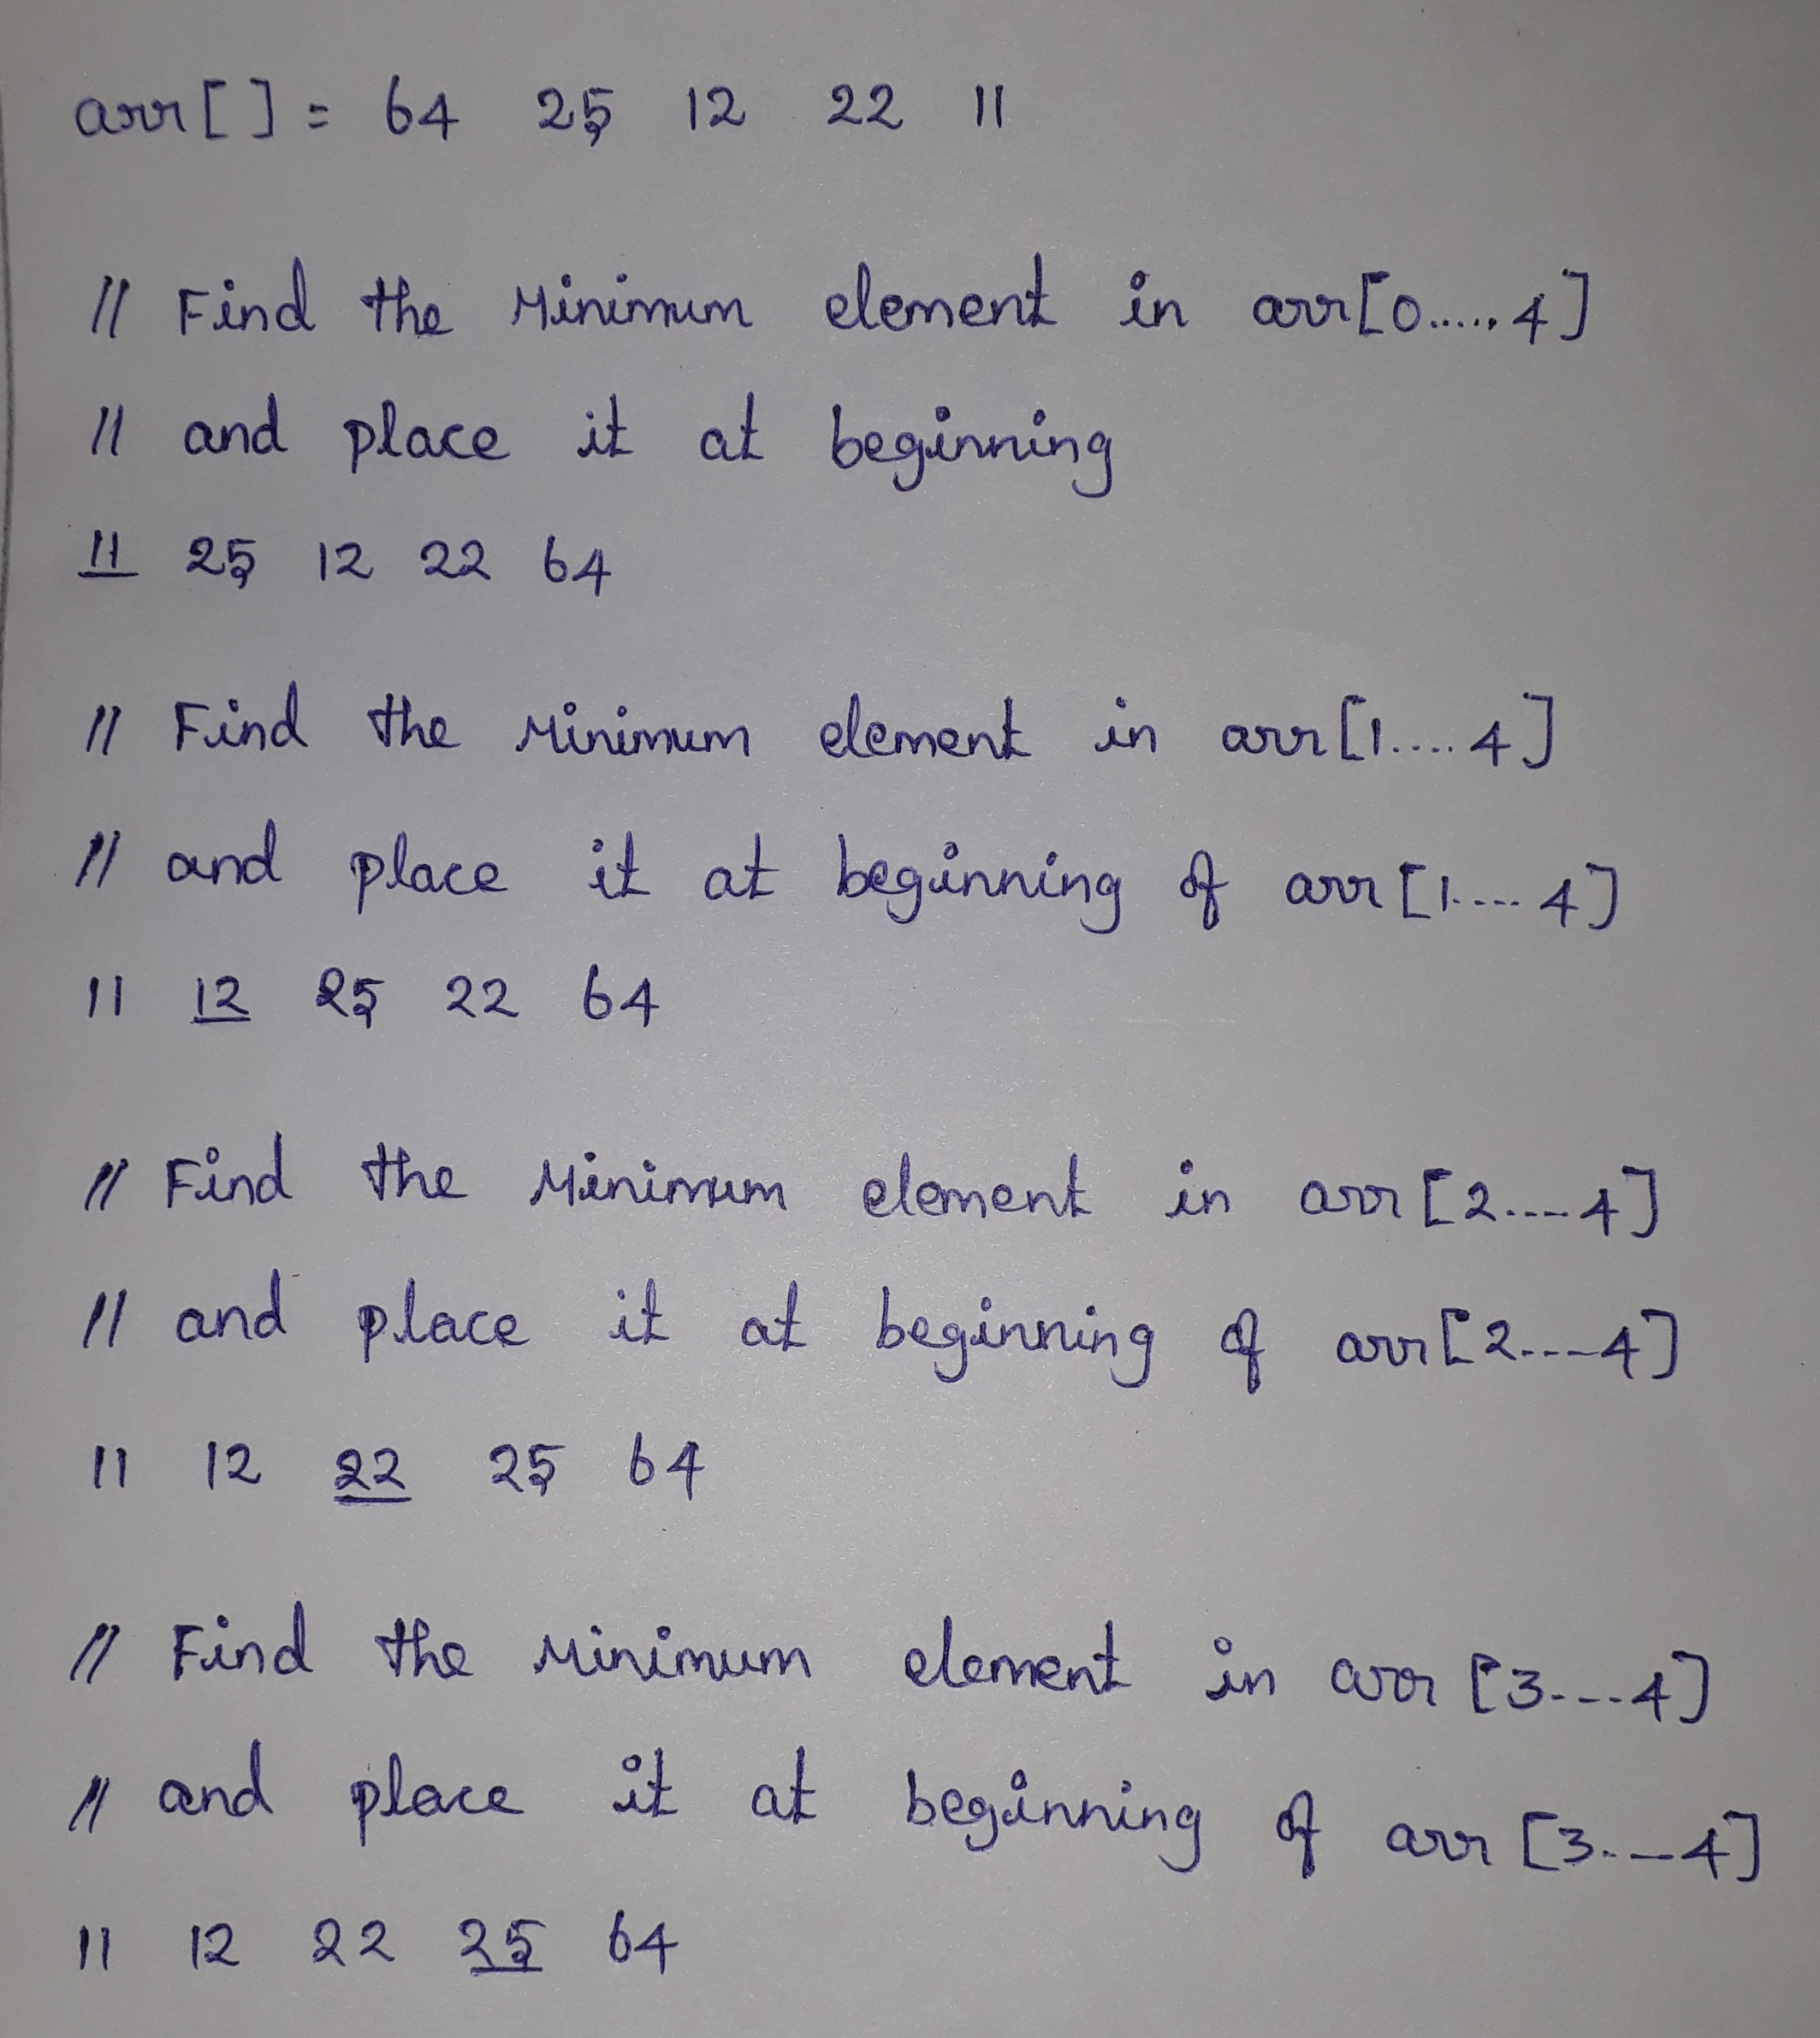 arr[] = 64 25 12 22 11
// Find the Minimum element in arr[0.....4]
// and place it at beginning
11 25 12 22 64
// Find the Minimum element in arr[1.....4]
// and place it at beginning of arr[1.....4]
11 12 25 22 64
// Find the Minimum element in arr[2.....4]
// and place it at beginning of arr[2....4]
11 12 22 25 64
// Find the Minimum element in arr[3....4]
// and place it at beginning of arr[3...4]
11 12 22 25 64